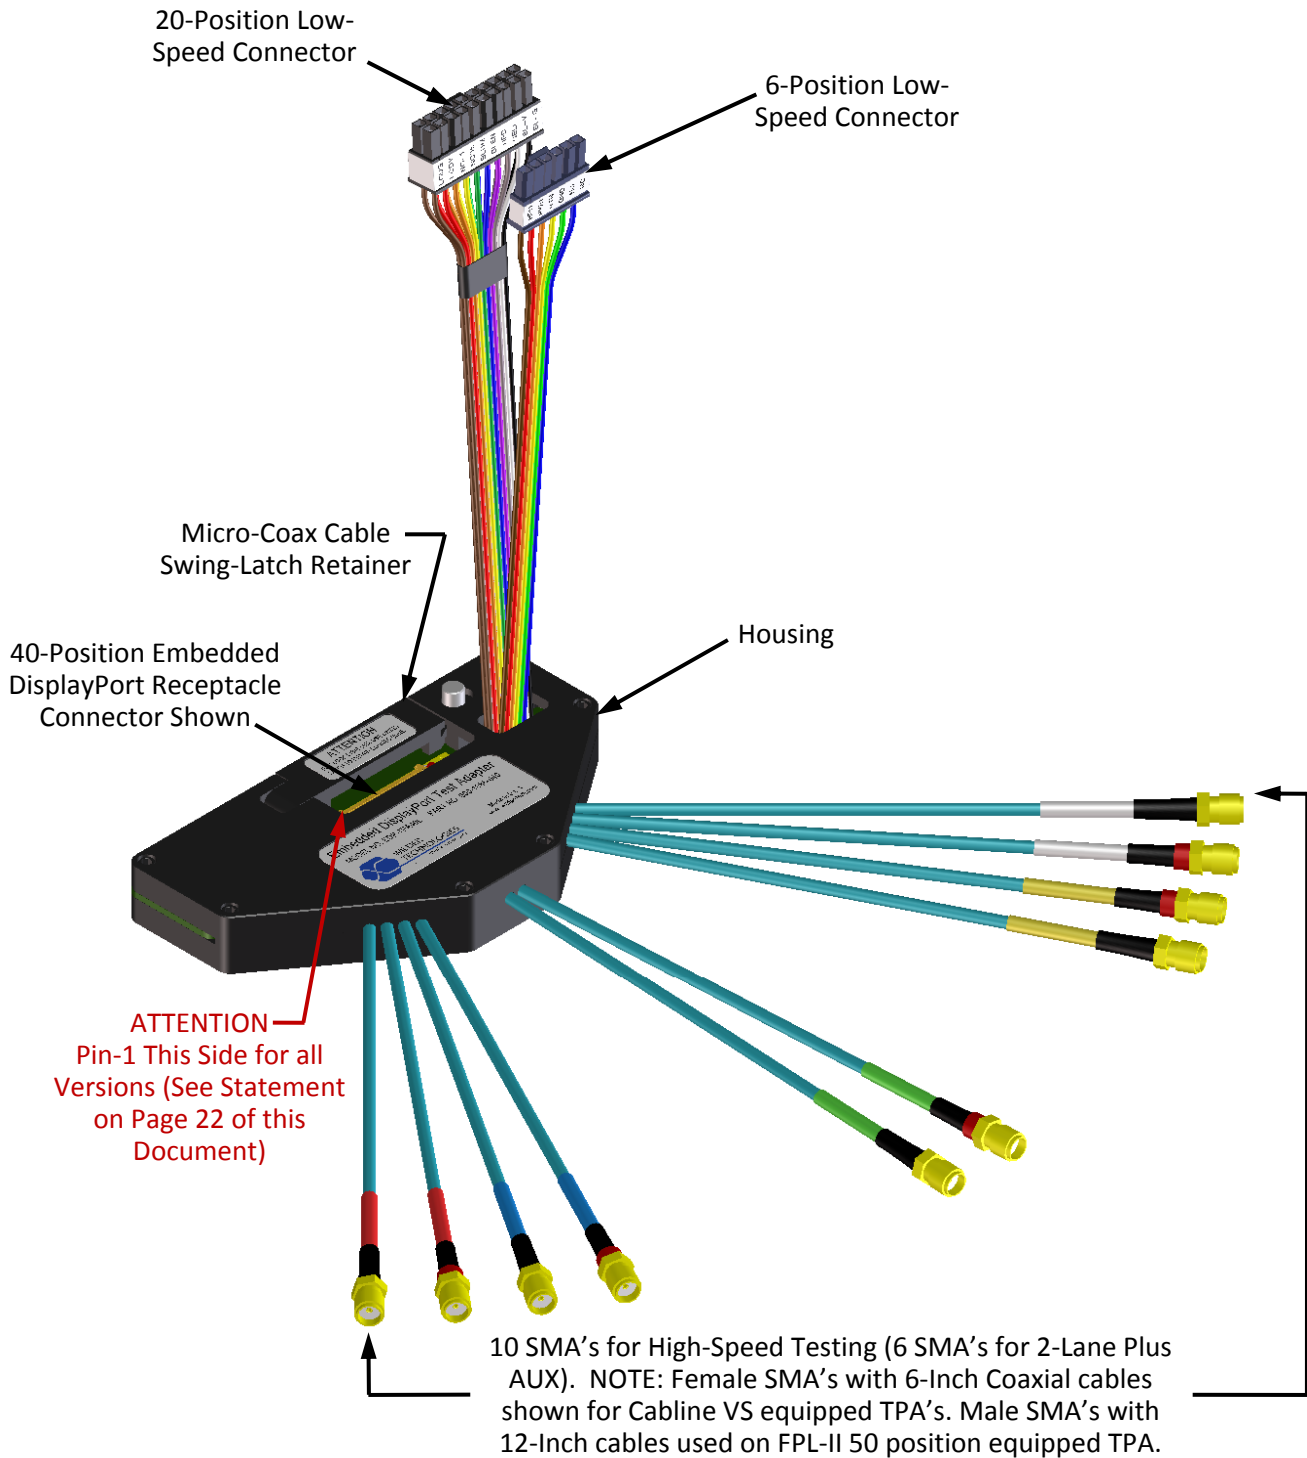 20-Position Low-
Speed Connector
6-Position Low-
Speed Connector
Micro-Coax Cable
Swing-Latch Retainer
40-Position Embedded
DisplayPort Receptacle
Connector Shown
Housing
ATTENTION
Embedded DisplayPort Test Adapter
TECHNOLOGIES
ATTENTION
Pin-1 This Side for all
Versions (See Statement
on Page 22 of this
Document)
10 SMA's for High-Speed Testing (6 SMA's for 2-Lane Plus
AUX).  NOTE: Female SMA's with 6-Inch Coaxial cables
shown for Cabline VS equipped TPA's. Male SMA's with
12-Inch cables used on FPL-II 50 position equipped TPA.